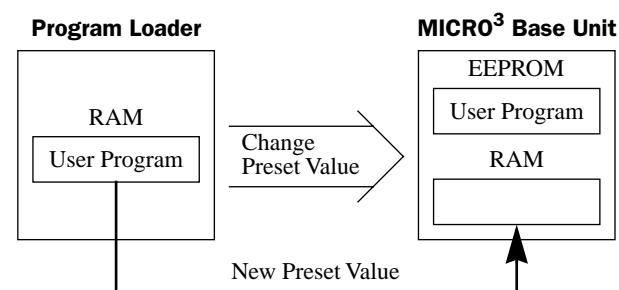 Program Loader
MICRO³ Base Unit
RAM
User Program
Change
Preset Value
EEPROM
User Program
RAM
New Preset Value